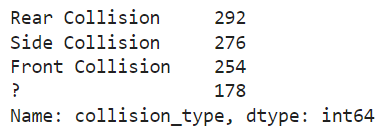 Rear Collision     292
Side Collision     276
Front Collision    254
?                  178
Name: collision_type, dtype: int64